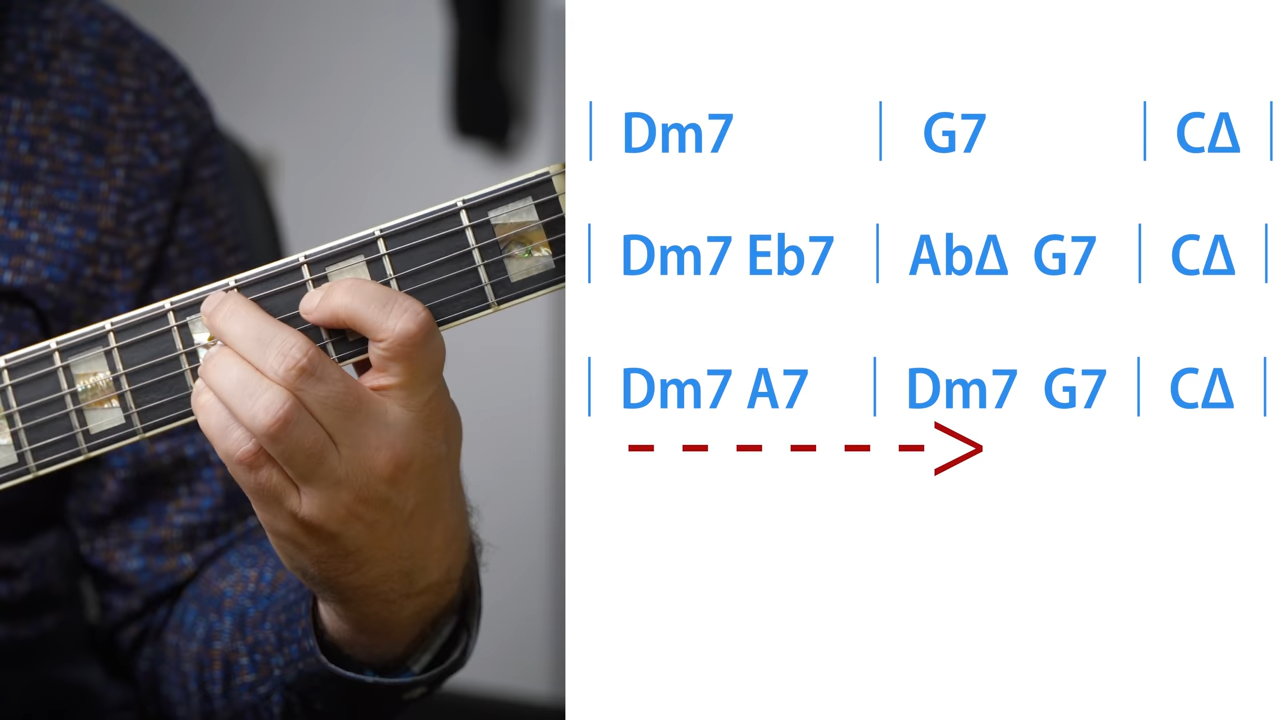 | Dm7 | G7 | CΔ |
| Dm7 Eb7 | AbΔ G7 | CΔ |
| Dm7 A7 | Dm7 G7 | CΔ |